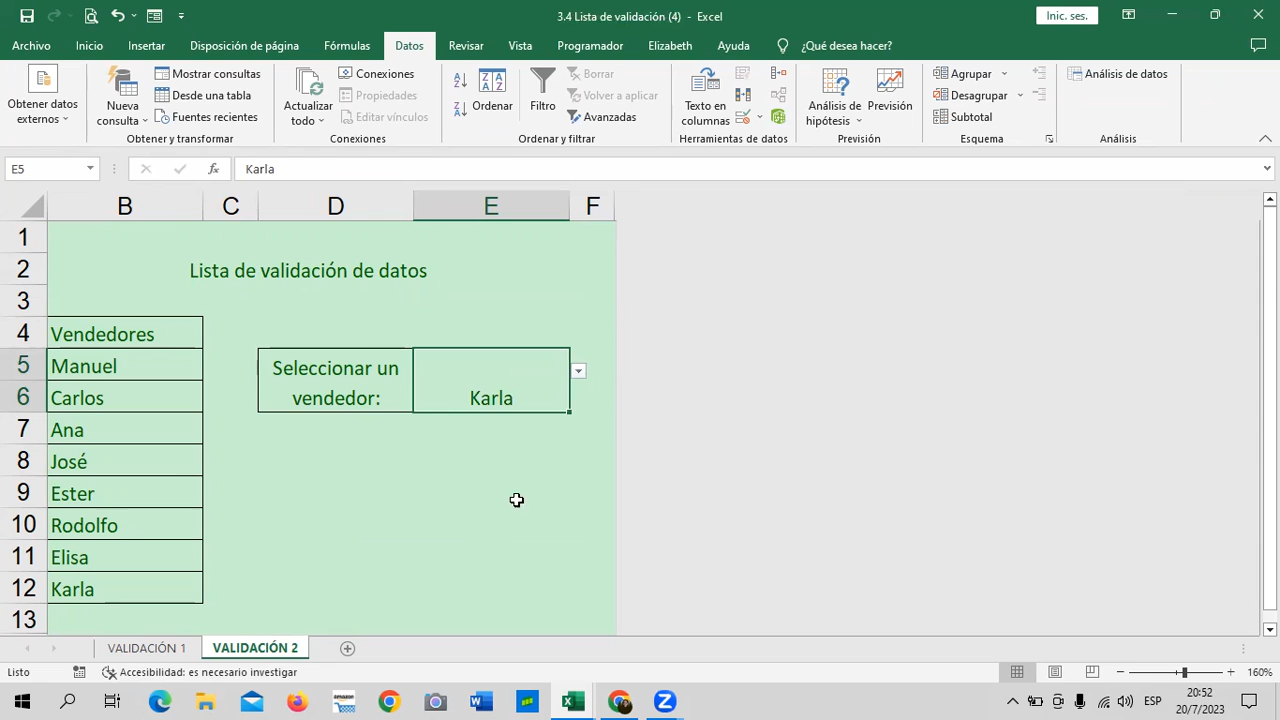 3.4 Lista de validación (4) - Excel
Inic. ses.
Archivo Inicio Insertar Disposición de página Fórmulas Datos Revisar Vista Programador Elizabeth Ayuda ¿Qué desea hacer?
Obtener datos externos
Nueva consulta
Mostrar consultas
Desde una tabla
Fuentes recientes
Obtener y transformar
Actualizar todo
Conexiones
Propiedades
Editar vínculos
Conexiones
Ordenar
Filtro
Borrar
Volver a aplicar
Avanzadas
Ordenar y filtrar
Texto en columnas
Herramientas de datos
Análisis de hipótesis
Previsión
Previsión
Agrupar
Desagrupar
Subtotal
Esquema
Análisis de datos
Análisis
E5 fx Karla
B C D E F
1
2 Lista de validación de datos
3
4 Vendedores
5 Manuel Seleccionar un
6 Carlos vendedor: Karla
7 Ana
8 José
9 Ester
10 Rodolfo
11 Elisa
12 Karla
13
VALIDACIÓN 1 VALIDACIÓN 2
Listo Accesibilidad: es necesario investigar 160%
ESP 20:52
20/7/2023